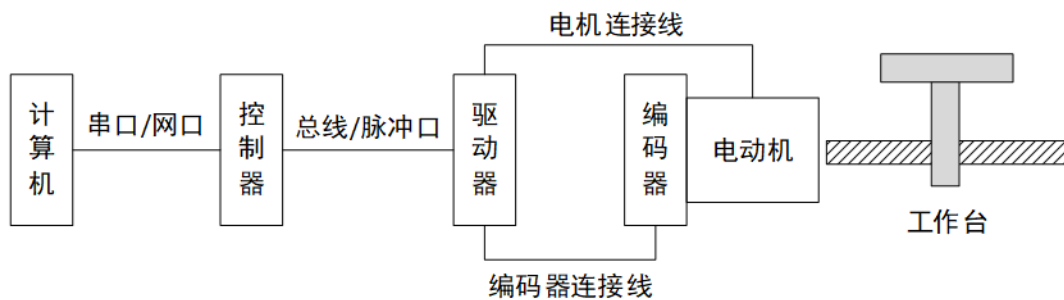 电机连接线
计算机
串口/网口
控制器
总线/脉冲口
驱动器
编码器
电动机
工作台
编码器连接线